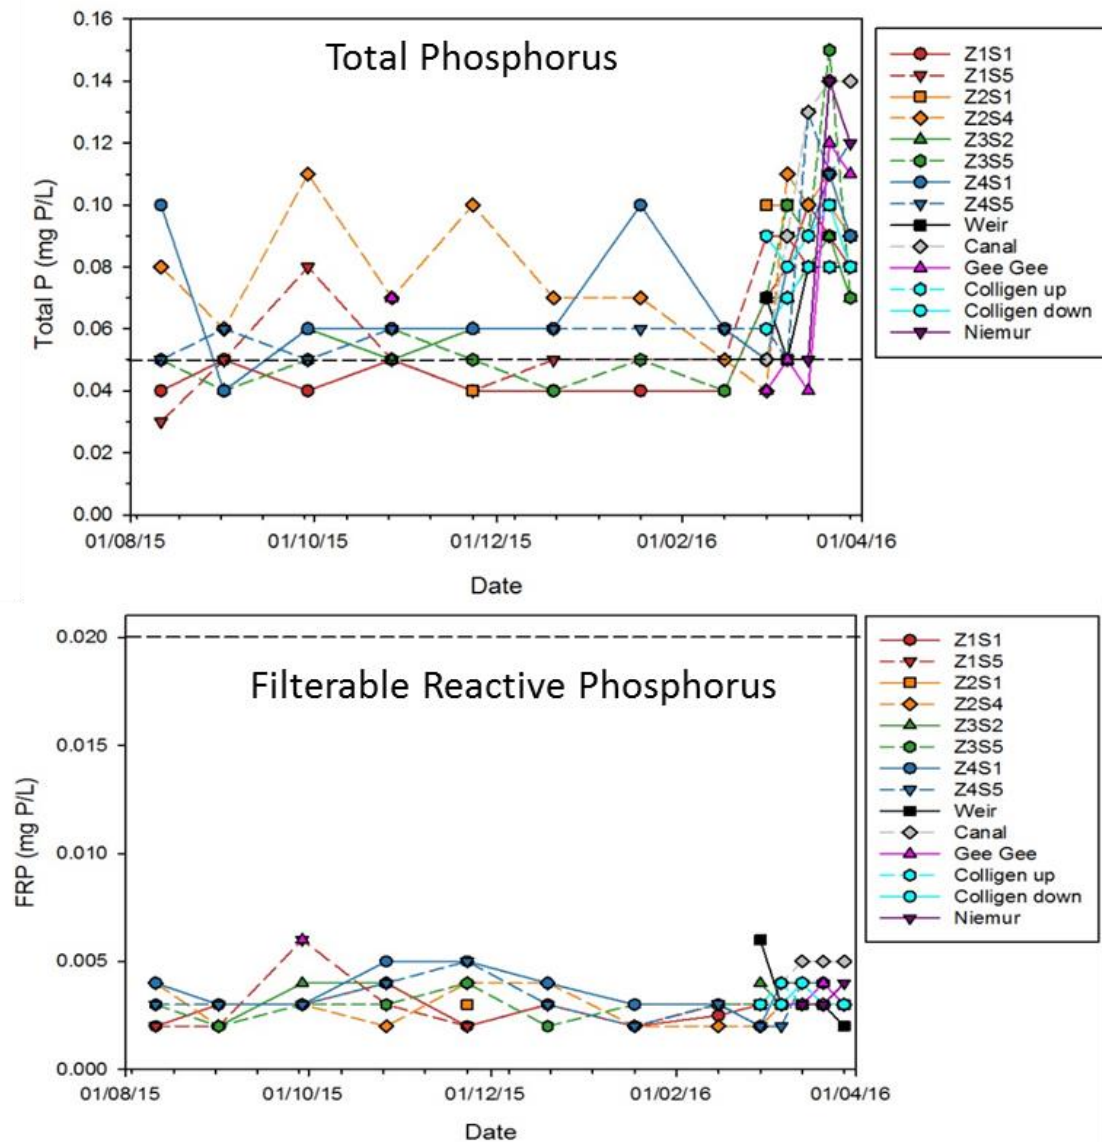 Total Phosphorus
Total P (mg P/L)
0.16
0.14
0.12
0.10
0.08
0.06
0.04
0.02
0.00
01/08/15 01/10/15 01/12/15 01/02/16 01/04/16
Date
Z1S1
Z1S5
Z2S1
Z2S4
Z3S2
Z3S5
Z4S1
Z4S5
Weir
Canal
Gee Gee
Colligen up
Colligen down
Niemur
Filterable Reactive Phosphorus
FRP (mg P/L)
0.020
0.015
0.010
0.005
0.000
01/08/15 01/10/15 01/12/15 01/02/16 01/04/16
Date
Z1S1
Z1S5
Z2S1
Z2S4
Z3S2
Z3S5
Z4S1
Z4S5
Weir
Canal
Gee Gee
Colligen up
Colligen down
Niemur